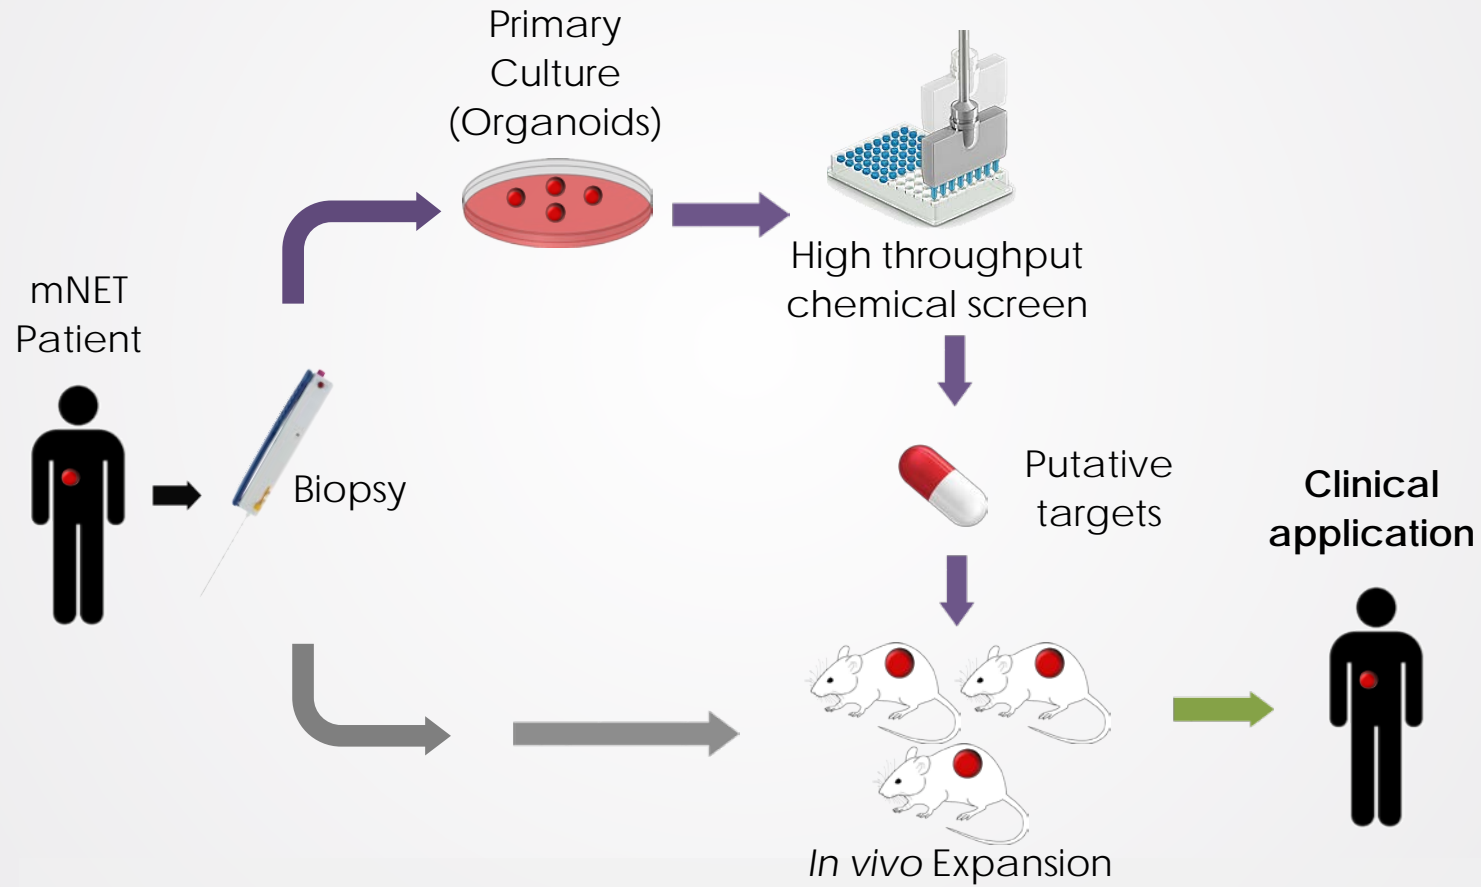 Primary
Culture
(Organoids)
High throughput
chemical screen
mNET
Patient
Biopsy
Putative
targets
Clinical
application
In vivo Expansion